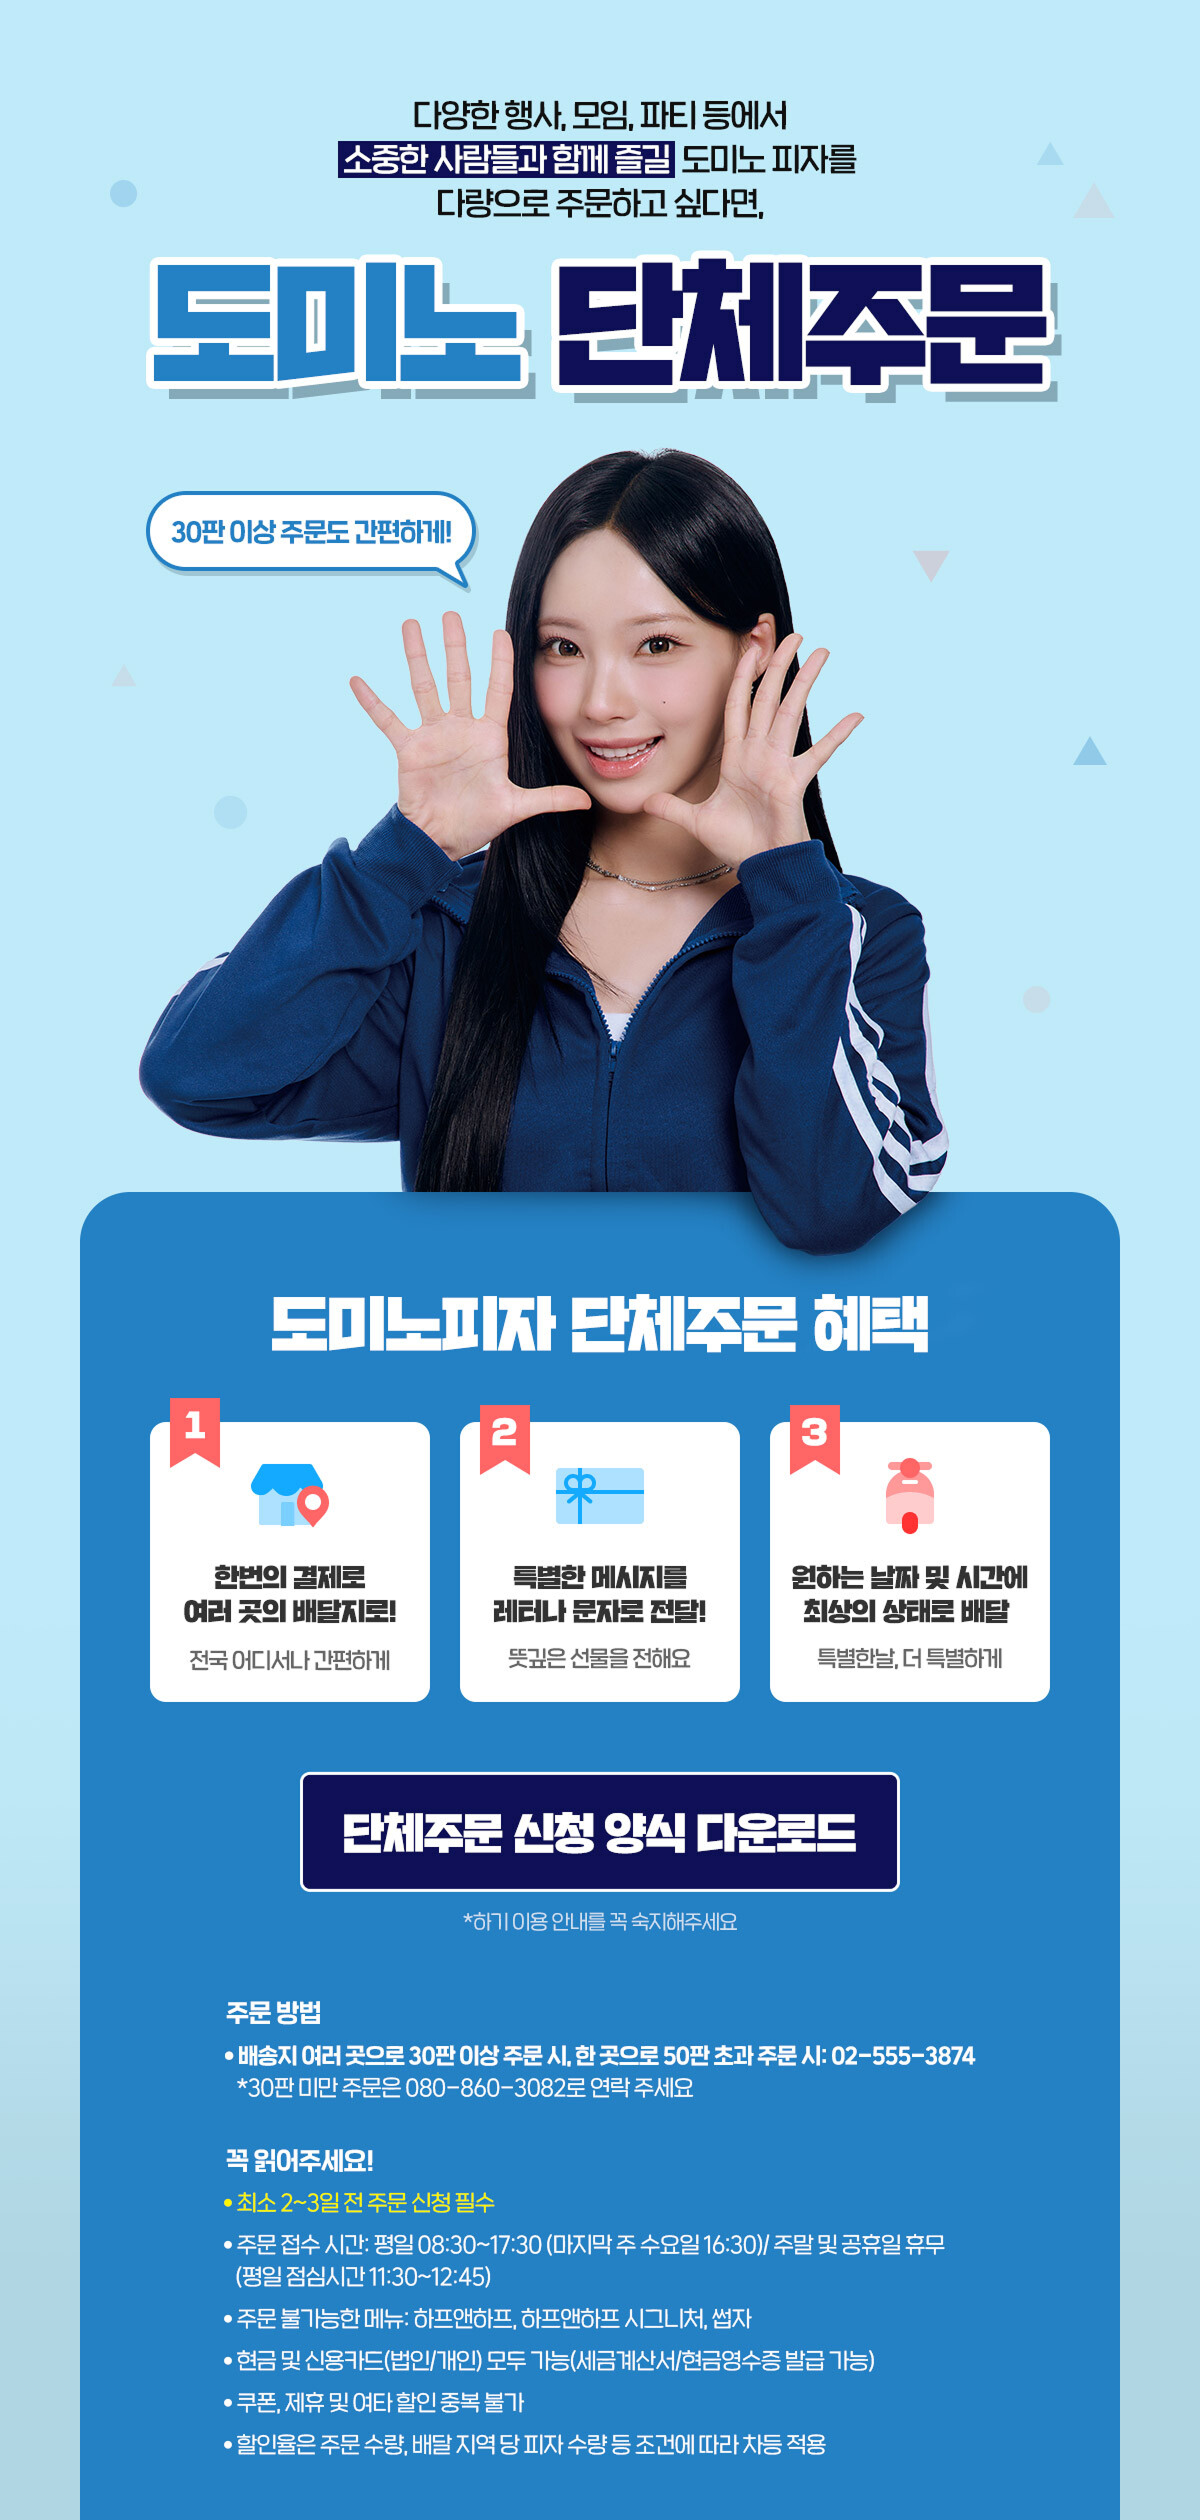 다양한 행사, 모임, 파티 등에서
소중한 사람들과 함께 즐길 도미노 피자를
다량으로 주문하고 싶다면,
도미노 단체주문
30판 이상 주문도 간편하게!
도미노피자 단체주문 혜택
1
한번의 결제로
여러 곳의 배달지로!
전국 어디서나 간편하게
2
특별한 메시지를
레터나 문자로 전달!
뜻깊은 선물을 전해요
3
원하는 날짜 및 시간에
최상의 상태로 배달
특별한날, 더 특별하게
단체주문 신청 양식 다운로드
*하기 이용 안내를 꼭 숙지해주세요
주문 방법
• 배송지 여러 곳으로 30판 이상 주문 시, 한 곳으로 50판 초과 주문 시: 02-555-3874
*30판 미만 주문은 080-860-3082로 연락 주세요
꼭 읽어주세요!
• 최소 2~3일 전 주문 신청 필수
• 주문 접수 시간: 평일 08:30~17:30 (마지막 주 수요일 16:30)/ 주말 및 공휴일 휴무
(평일 점심시간 11:30~12:45)
• 주문 불가능한 메뉴: 하프앤하프, 하프앤하프 시그니처, 썹자
• 현금 및 신용카드(법인/개인) 모두 가능(세금계산서/현금영수증 발급 가능)
• 쿠폰, 제휴 및 여타 할인 중복 불가
• 할인율은 주문 수량, 배달 지역 당 피자 수량 등 조건에 따라 차등 적용